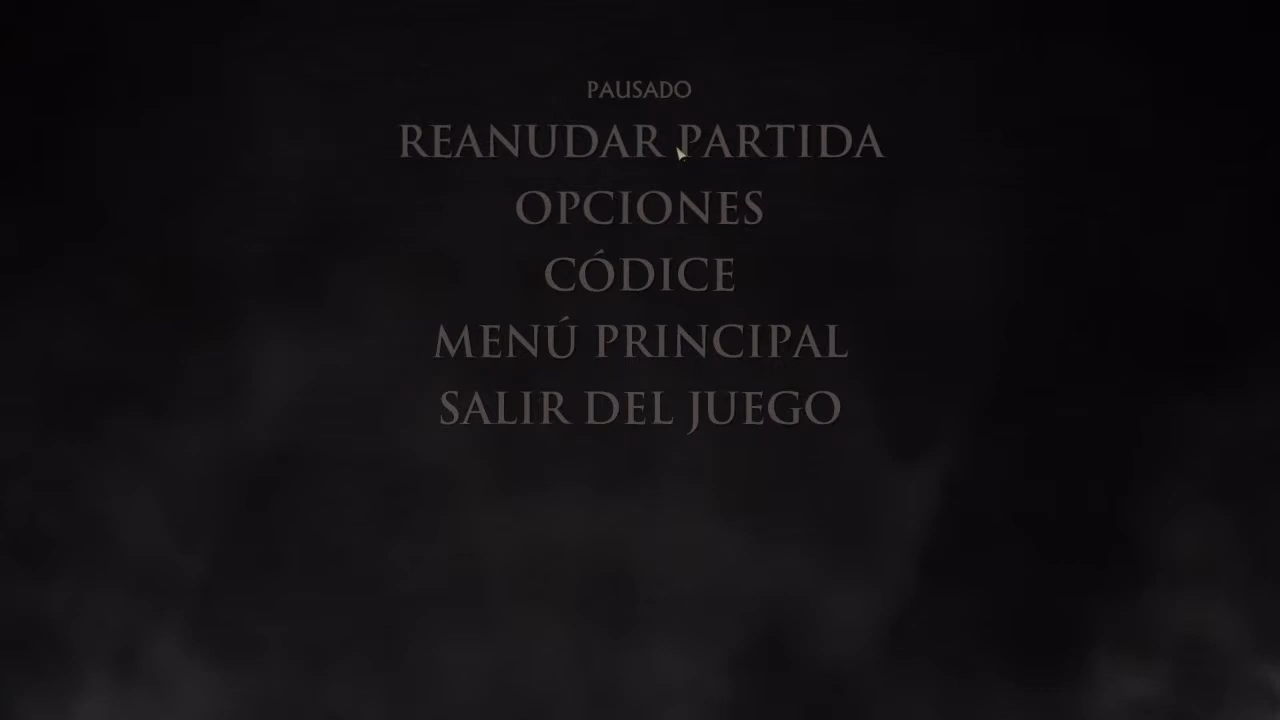 PAUSADO
REANUDAR PARTIDA
OPCIONES
CÓDICE
MENÚ PRINCIPAL
SALIR DEL JUEGO